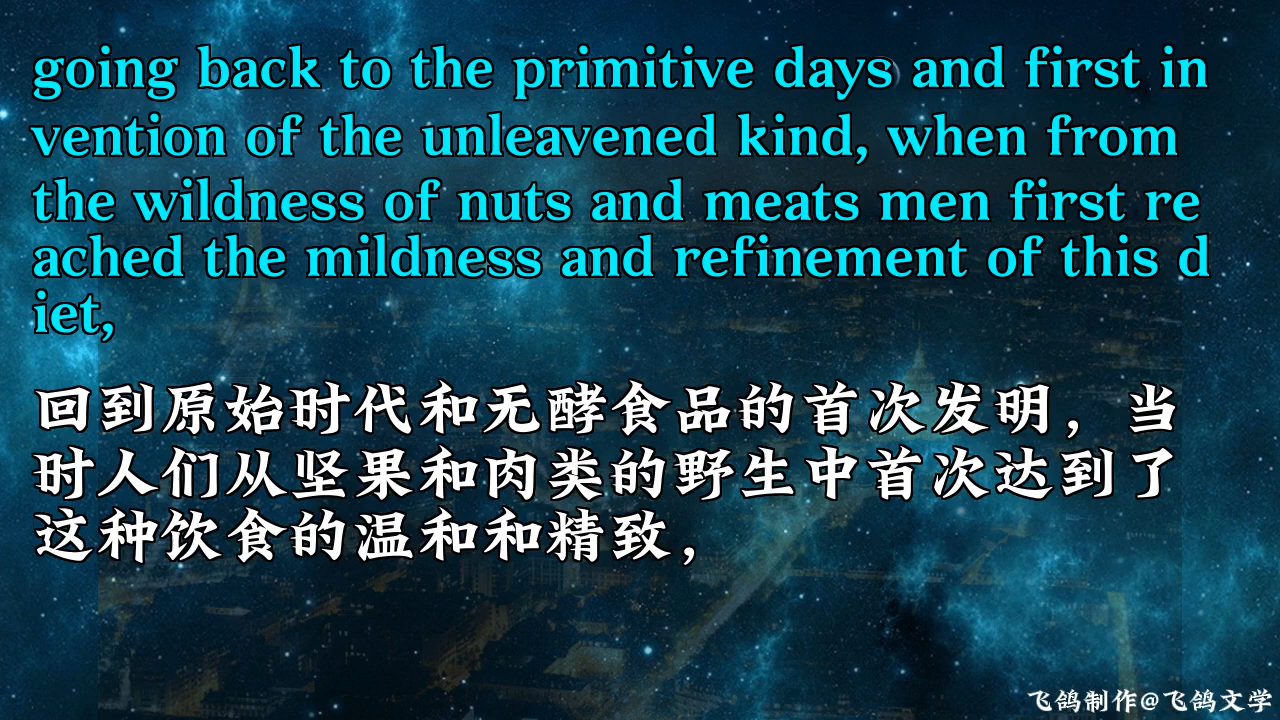 going back to the primitive days and first in
vention of the unleavened kind, when from
the wildness of nuts and meats men first re
ached the mildness and refinement of this d
iet,
回到原始时代和无酵食品的首次发明，当
时人们从坚果和肉类的野生中首次达到了
这种饮食的温和和精致，
飞鸽制作@飞鸽文学